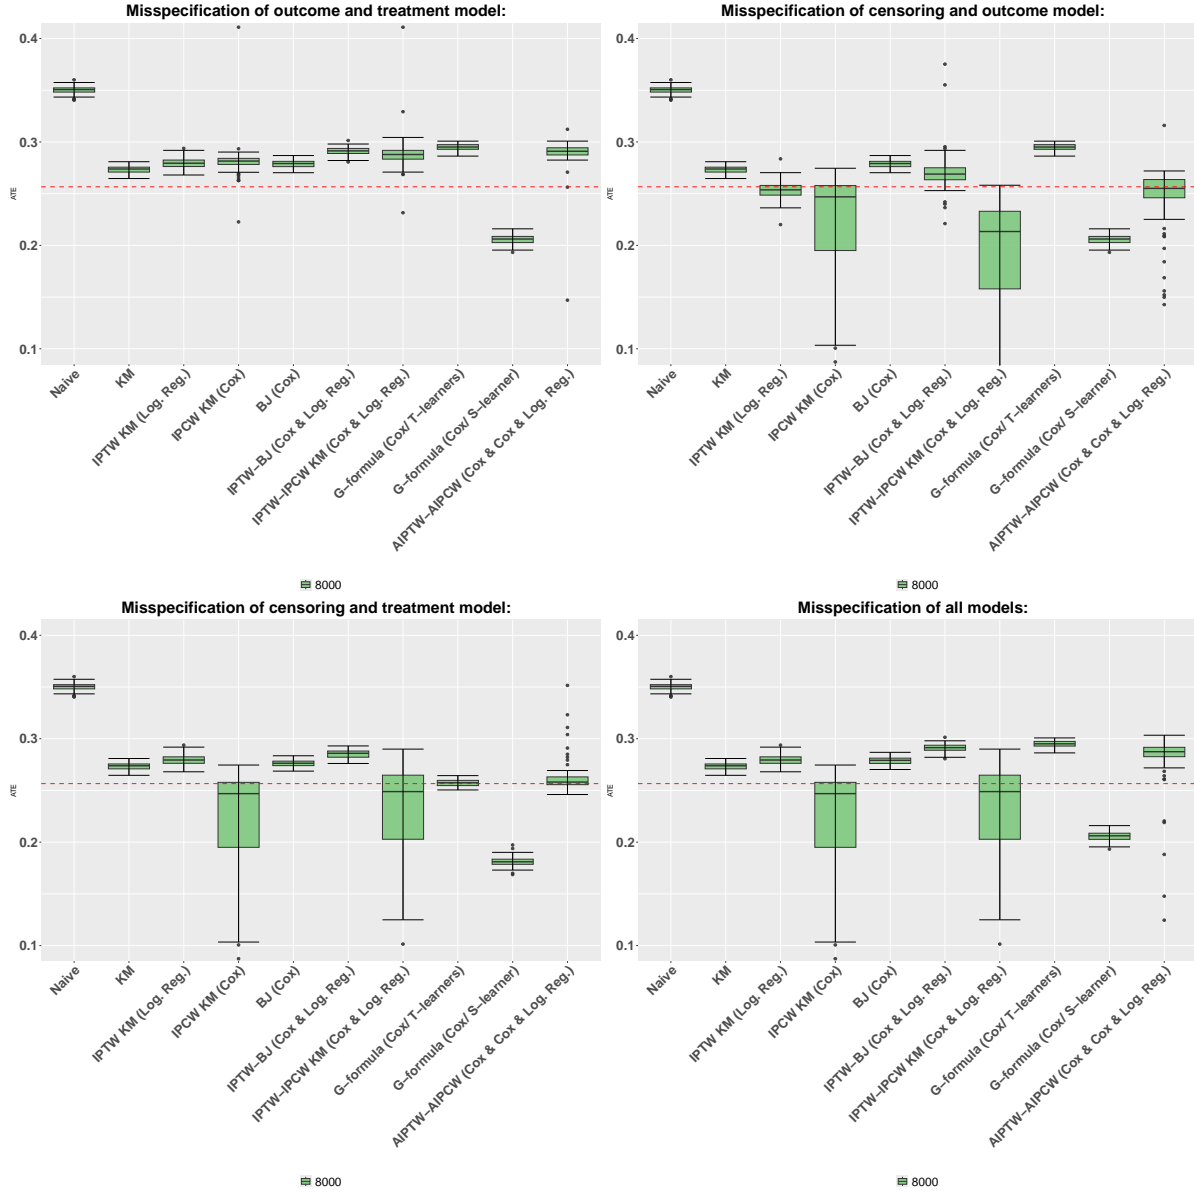 Misspecification of outcome and treatment model:
0.4
0.3
0.2
0.1
ATE
Naive
KM
IPTW KM (Log. Reg.)
IPCW KM (Cox)
BJ (Cox)
IPTW−BJ (Cox & Log. Reg.)
IPTW−IPCW KM (Cox & Log. Reg.)
G−formula (Cox/ T−learners)
G−formula (Cox/ S−learner)
AIPTW−AIPCW (Cox & Cox & Log. Reg.)
8000
Misspecification of censoring and outcome model:
0.4
0.3
0.2
0.1
ATE
Naive
KM
IPTW KM (Log. Reg.)
IPCW KM (Cox)
BJ (Cox)
IPTW−BJ (Cox & Log. Reg.)
IPTW−IPCW KM (Cox & Log. Reg.)
G−formula (Cox/ T−learners)
G−formula (Cox/ S−learner)
AIPTW−AIPCW (Cox & Cox & Log. Reg.)
8000
Misspecification of censoring and treatment model:
0.4
0.3
0.2
0.1
ATE
Naive
KM
IPTW KM (Log. Reg.)
IPCW KM (Cox)
BJ (Cox)
IPTW−BJ (Cox & Log. Reg.)
IPTW−IPCW KM (Cox & Log. Reg.)
G−formula (Cox/ T−learners)
G−formula (Cox/ S−learner)
AIPTW−AIPCW (Cox & Cox & Log. Reg.)
8000
Misspecification of all models:
0.4
0.3
0.2
0.1
ATE
Naive
KM
IPTW KM (Log. Reg.)
IPCW KM (Cox)
BJ (Cox)
IPTW−BJ (Cox & Log. Reg.)
IPTW−IPCW KM (Cox & Log. Reg.)
G−formula (Cox/ T−learners)
G−formula (Cox/ S−learner)
AIPTW−AIPCW (Cox & Cox & Log. Reg.)
8000